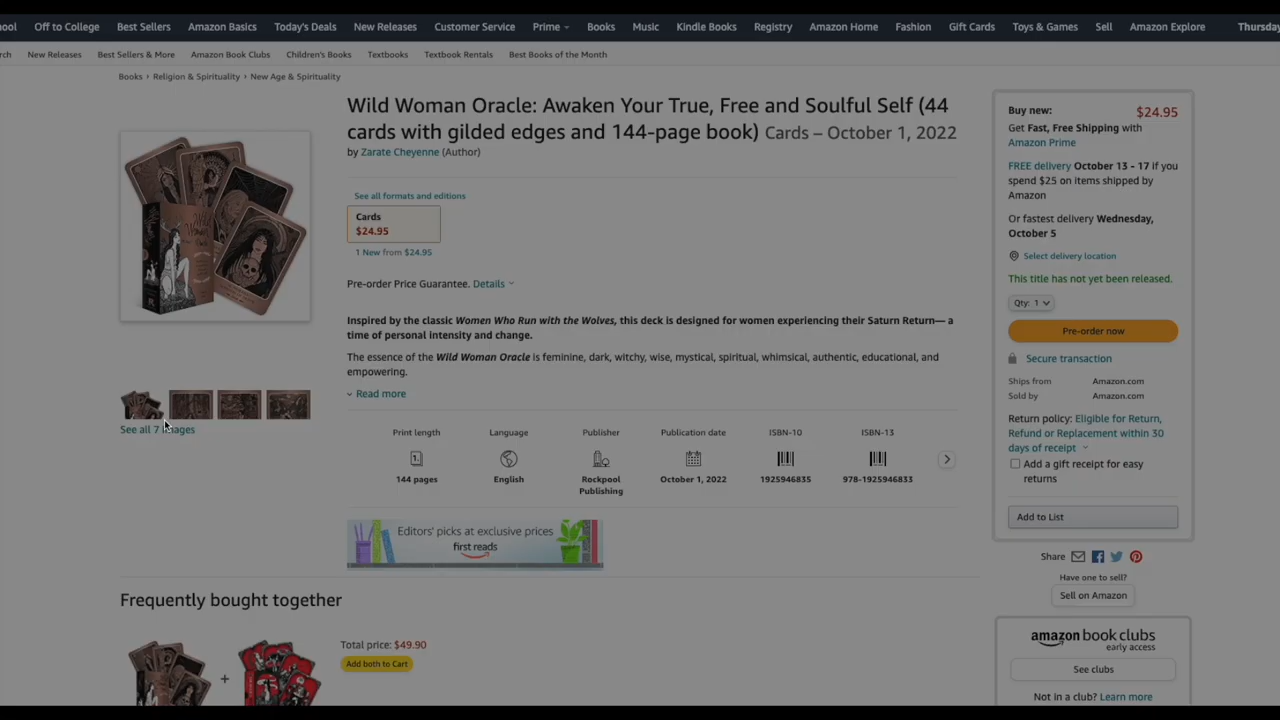 ool Off to College Best Sellers Amazon Basics Today's Deals New Releases Customer Service Prime Books Music Kindle Books Registry Amazon Home Fashion Gift Cards Toys & Games Sell Amazon Explore Thursday
rch New Releases Best Sellers & More Amazon Book Clubs Children's Books Textbooks Textbook Rentals Best Books of the Month
Books › Religion & Spirituality › New Age & Spirituality
Wild Woman Oracle: Awaken Your True, Free and Soulful Self (44
cards with gilded edges and 144-page book) Cards – October 1, 2022
by Zarate Cheyenne (Author)
See all formats and editions
Cards
$24.95
1 New from $24.95
Pre-order Price Guarantee. Details
Inspired by the classic Women Who Run with the Wolves, this deck is designed for women experiencing their Saturn Return— a
time of personal intensity and change.
The essence of the Wild Woman Oracle is feminine, dark, witchy, wise, mystical, spiritual, whimsical, authentic, educational, and
empowering.
Read more
See all 7 images
Print length Language Publisher Publication date ISBN-10 ISBN-13
144 pages English Rockpool October 1, 2022 1925946835 978-1925946833
Publishing
Editors' picks at exclusive prices
first reads
Frequently bought together
Total price: $49.90
Add both to Cart
Buy new: $24.95
Get Fast, Free Shipping with
Amazon Prime
FREE delivery October 13 - 17 if you
spend $25 on items shipped by
Amazon
Or fastest delivery Wednesday,
October 5
Select delivery location
This title has not yet been released.
Qty: 1
Pre-order now
Secure transaction
Ships from Amazon.com
Sold by Amazon.com
Return policy: Eligible for Return,
Refund or Replacement within 30
days of receipt
Add a gift receipt for easy
returns
Add to List
Share
Have one to sell?
Sell on Amazon
amazon book clubs
early access
See clubs
Not in a club? Learn more